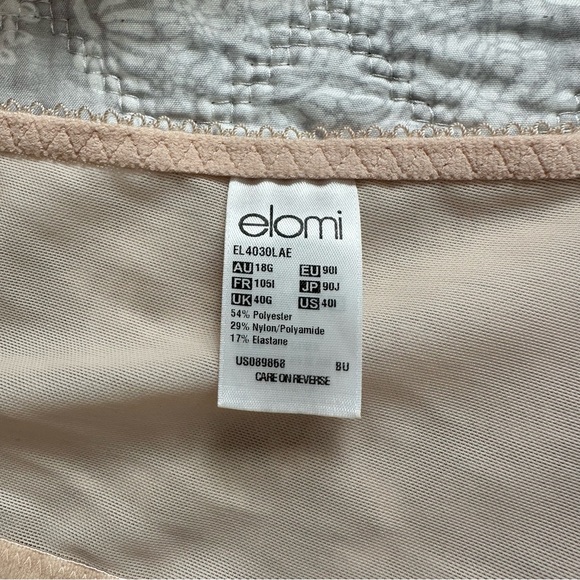 elomi
EL4030LAE
AU 18G EU 90I
FR 105I JP 90J
UK 40G US 40I
54% Polyester
29% Nylon/Polyamide
17% Elastane
US089868 BU
CARE ON REVERSE